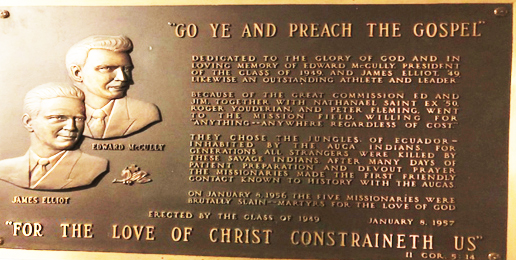 "GO YE AND PREACH THE GOSPEL"
DEDICATED TO THE GLORY OF GOD AND IN
LOVING MEMORY OF EDWARD McCULLY, PRESIDENT
OF THE CLASS OF 1949 AND JAMES ELLIOT, '49
LIKEWISE AN OUTSTANDING ATHLETE AND LEADER
BECAUSE OF THE GREAT COMMISSION ED AND
JIM, TOGETHER WITH NATHANAEL SAINT EX '50
ROGER YOUDERIAN, AND PETER FLEMING, WENT
TO THE MISSION FIELD, WILLING FOR
"ANYTHING--ANYWHERE REGARDLESS OF COST"
THEY CHOSE THE JUNGLES OF ECUADOR--
INHABITED BY THE AUCA INDIANS. FOR
GENERATIONS ALL STRANGERS WERE KILLED BY
THESE SAVAGE INDIANS AFTER MANY DAYS OF
PATIENT PREPARATION AND DEVOUT PRAYER
THE MISSIONARIES MADE THE FIRST FRIENDLY
CONTACT KNOWN TO HISTORY WITH THE AUCAS
ON JANUARY 8, 1956 THE FIVE MISSIONARIES WERE
BRUTALLY SLAIN--MARTYRS FOR THE LOVE OF GOD
EDWARD McCULLY
JAMES ELLIOT
ERECTED BY THE CLASS OF 1949 JANUARY 8, 1957
"FOR THE LOVE OF CHRIST CONSTRAINETH US"
II COR. 5: 14